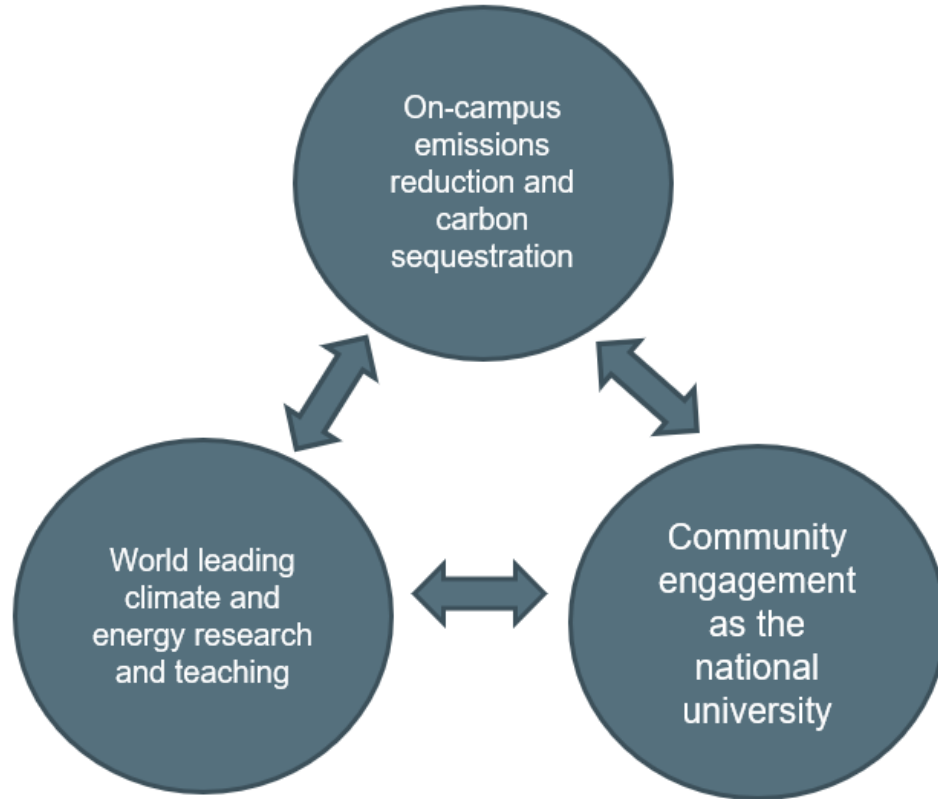 On-campus
emissions
reduction and
carbon
sequestration
World leading
climate and
energy research
and teaching
Community
engagement
as the
national
university